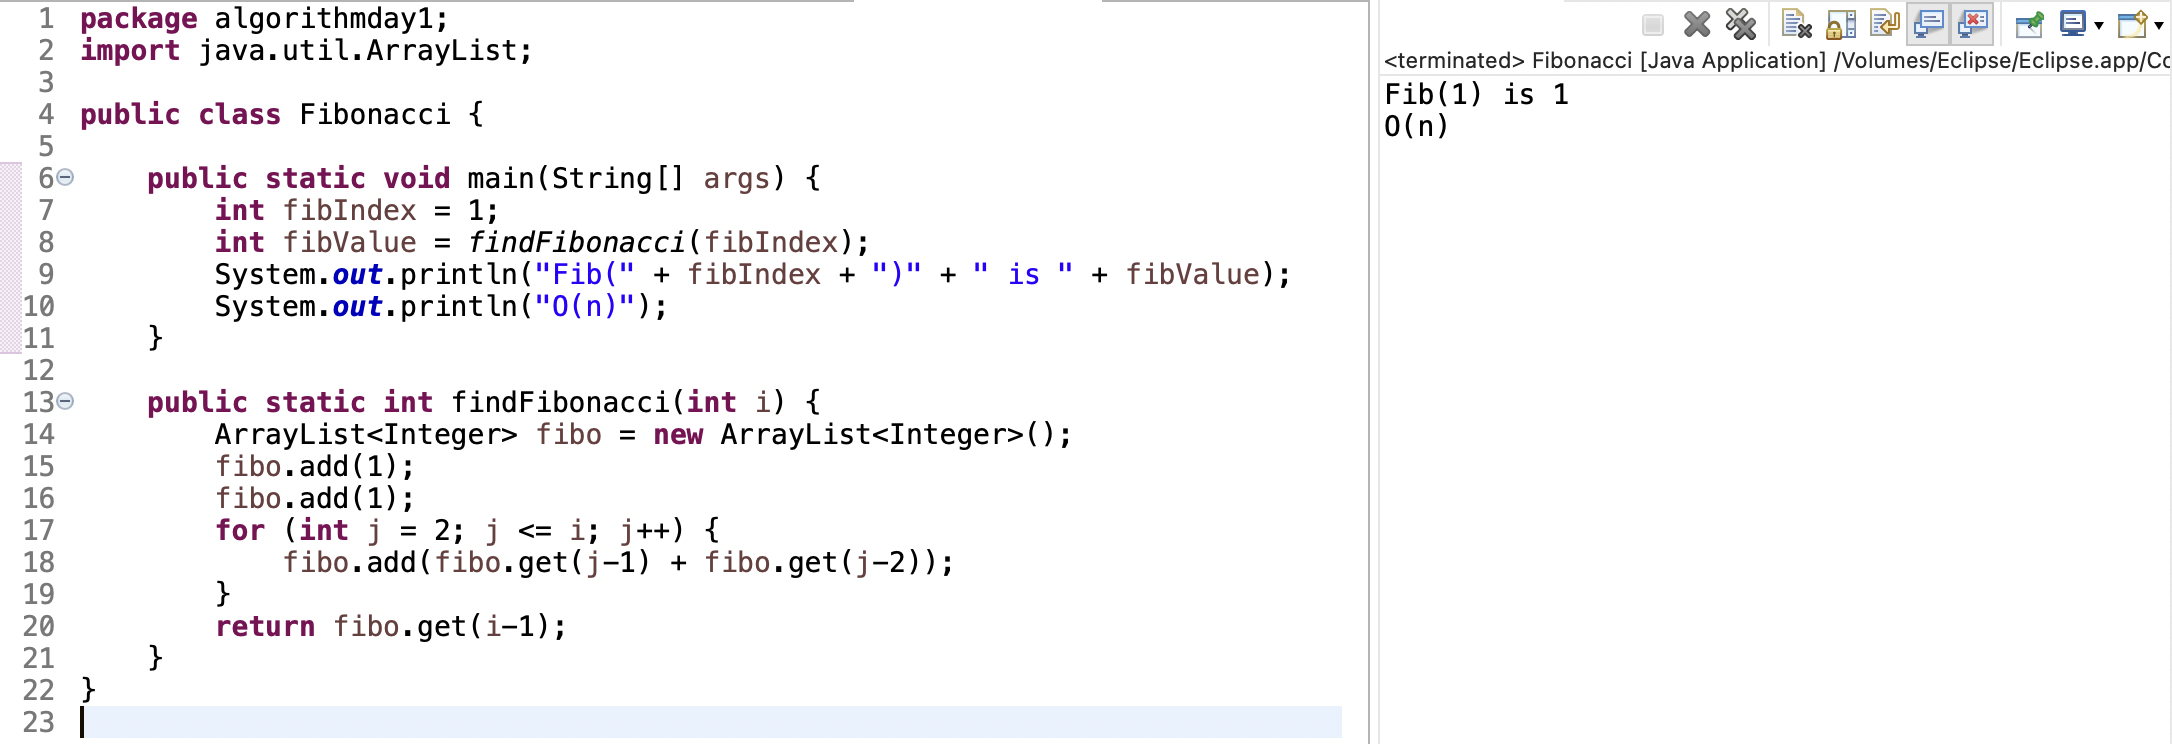 1 package algorithmday1;
2 import java.util.ArrayList;
3
4 public class Fibonacci {
5
6 public static void main(String[] args) {
7 int fibIndex = 1;
8 int fibValue = findFibonacci(fibIndex);
9 System.out.println("Fib(" + fibIndex + ")" + " is " + fibValue);
10 System.out.println("O(n)");
11 }
12
13 public static int findFibonacci(int i) {
14 ArrayList<Integer> fibo = new ArrayList<Integer>();
15 fibo.add(1);
16 fibo.add(1);
17 for (int j = 2; j <= i; j++) {
18 fibo.add(fibo.get(j-1) + fibo.get(j-2));
19 }
20 return fibo.get(i-1);
21 }
22 }
23
<terminated> Fibonacci [Java Application] /Volumes/Eclipse/Eclipse.app/Co
Fib(1) is 1
O(n)